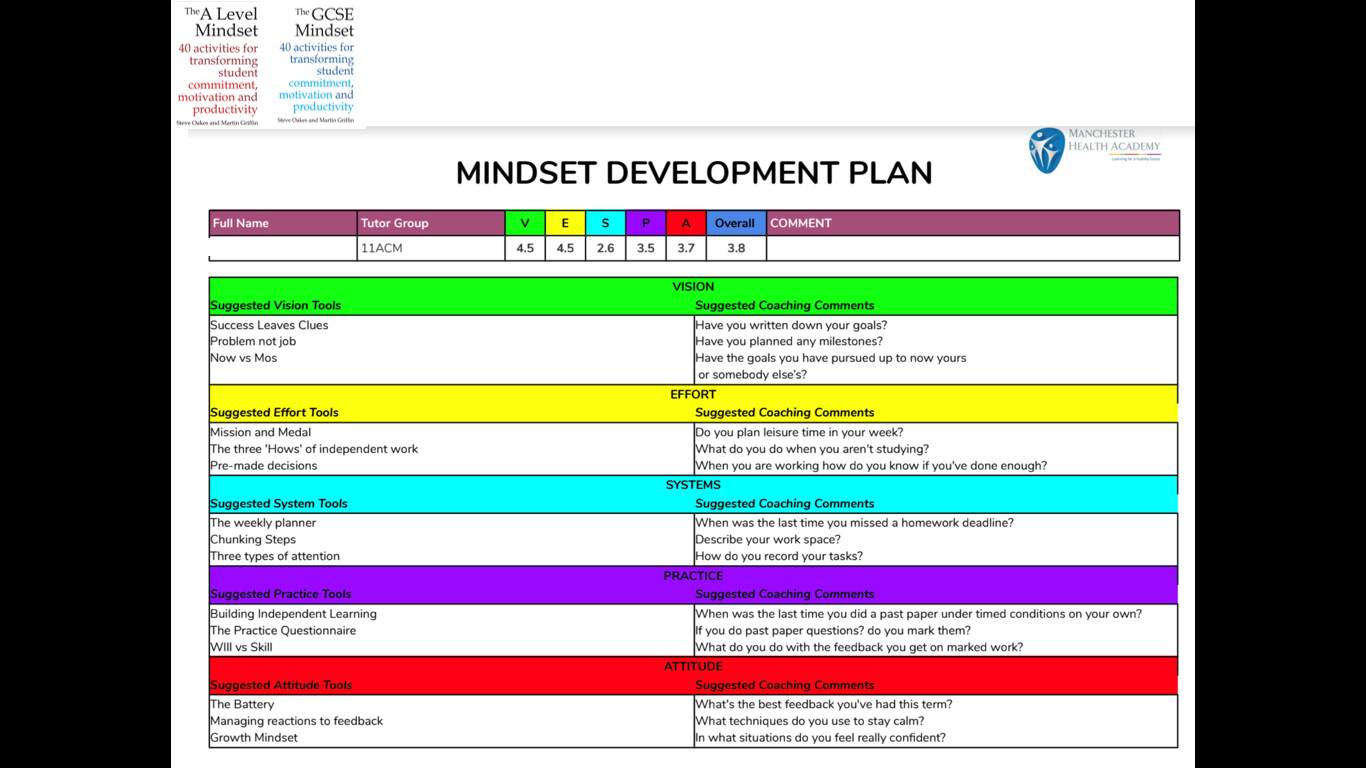 The A Level
Mindset
40 activities for
transforming
student
commitment,
motivation and
productivity
Steve Oakes and Martin Griffin
The GCSE
Mindset
40 activities for
transforming
student
commitment,
motivation and
productivity
Steve Oakes and Martin Griffin
MANCHESTER
HEALTH ACADEMY
Learning for a healthy future
MINDSET DEVELOPMENT PLAN
Full Name Tutor Group V E S P A Overall COMMENT
11ACM 4.5 4.5 2.6 3.5 3.7 3.8
VISION
Suggested Vision Tools Suggested Coaching Comments
Success Leaves Clues Have you written down your goals?
Problem not job Have you planned any milestones?
Now vs Mos Have the goals you have pursued up to now yours
or somebody else's?
EFFORT
Suggested Effort Tools Suggested Coaching Comments
Mission and Medal Do you plan leisure time in your week?
The three 'Hows' of independent work What do you do when you aren't studying?
Pre-made decisions When you are working how do you know if you've done enough?
SYSTEMS
Suggested System Tools Suggested Coaching Comments
The weekly planner When was the last time you missed a homework deadline?
Chunking Steps Describe your work space?
Three types of attention How do you record your tasks?
PRACTICE
Suggested Practice Tools Suggested Coaching Comments
Building Independent Learning When was the last time you did a past paper under timed conditions on your own?
The Practice Questionnaire If you do past paper questions? do you mark them?
WIll vs Skill What do you do with the feedback you get on marked work?
ATTITUDE
Suggested Attitude Tools Suggested Coaching Comments
The Battery What's the best feedback you've had this term?
Managing reactions to feedback What techniques do you use to stay calm?
Growth Mindset In what situations do you feel really confident?